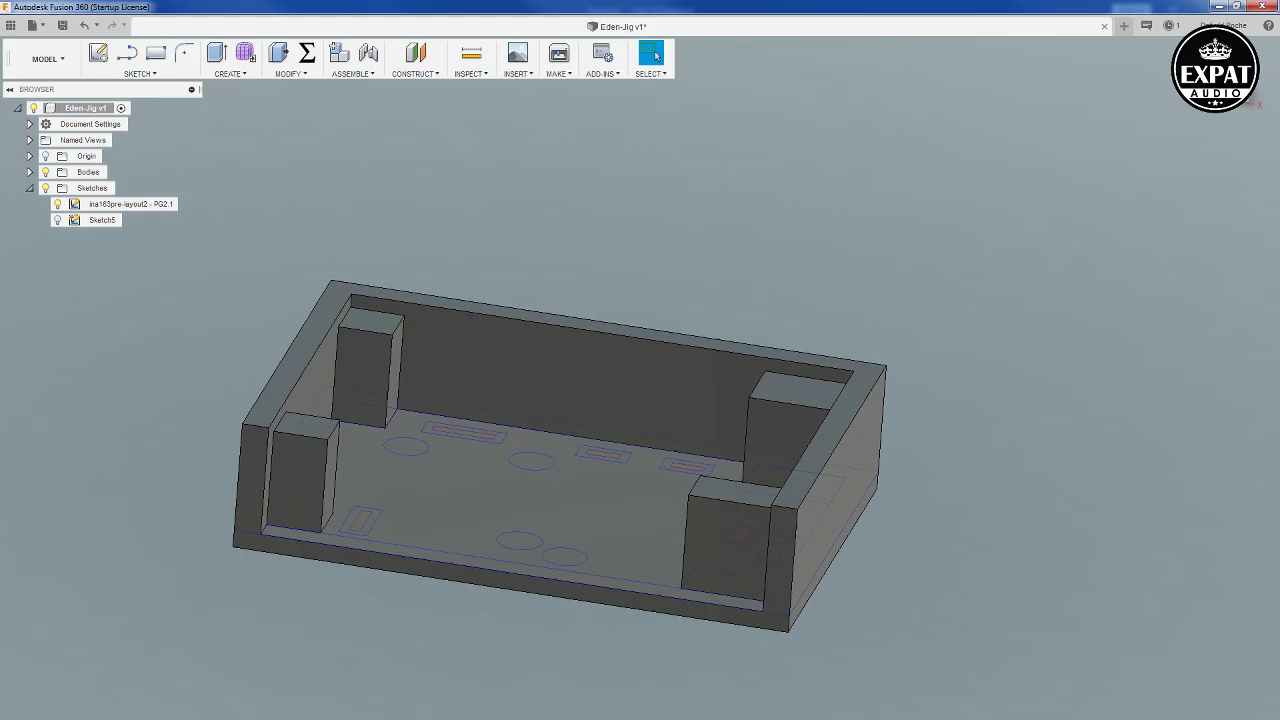 Autodesk Fusion 360 (Startup License)
Eden-Jig v1*
1
MODEL
SKETCH
CREATE
MODIFY
ASSEMBLE
CONSTRUCT
INSPECT
INSERT
MAKE
ADD-INS
SELECT
EXPAT
AUDIO
X
BROWSER
Eden-Jig v1
Document Settings
Named Views
Origin
Bodies
Sketches
ina163pre-layout2 - PG2.1
Sketch5